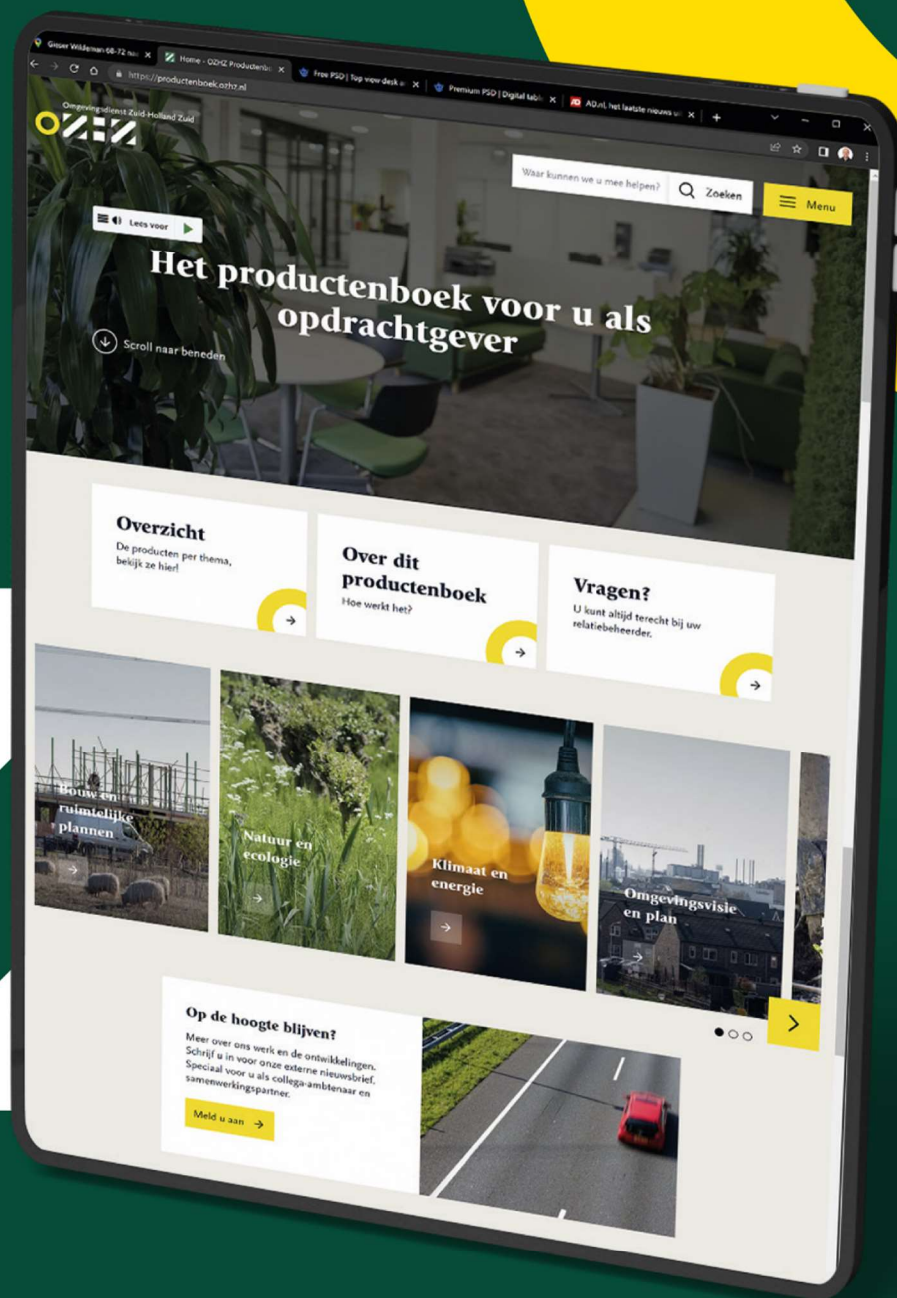 Gisser Wildeman 68-72
Home - OZHZ Productenbo
Free PSD | Top view desk
Premium PSD | Digital tabl
AD.nl, het laatste nieuws
https://productenboek.ozhz.nl
Omgevingsdienst Zuid-Holland Zuid
OZHZ
Waar kunnen we u mee helpen?
Zoeken
Menu
Lees voor
Het productenboek voor u als
opdrachtgever
Scroll naar beneden
Overzicht
De producten per thema,
bekijk ze hier!
Over dit
productenboek
Hoe werkt het?
Vragen?
U kunt altijd terecht bij uw
relatiebeheerder.
Bouw en
ruimtelijke
plannen
Natuur en
ecologie
Klimaat en
energie
Omgevingsvisie
en plan
Op de hoogte blijven?
Meer over ons werk en de ontwikkelingen.
Schrijf u in voor onze externe nieuwsbrief.
Speciaal voor u als collega-ambtenaar en
samenwerkingspartner.
Meld u aan